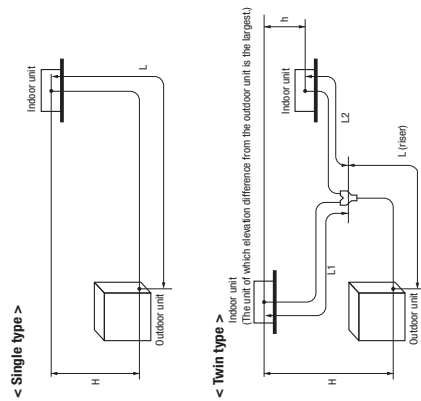 < Single type >
Indoor unit
L
H
Outdoor unit
< Twin type >
Indoor unit
(The unit of which elevation difference from the outdoor unit is the largest.)
h
Indoor unit
L1
L2
H
L (riser)
Outdoor unit